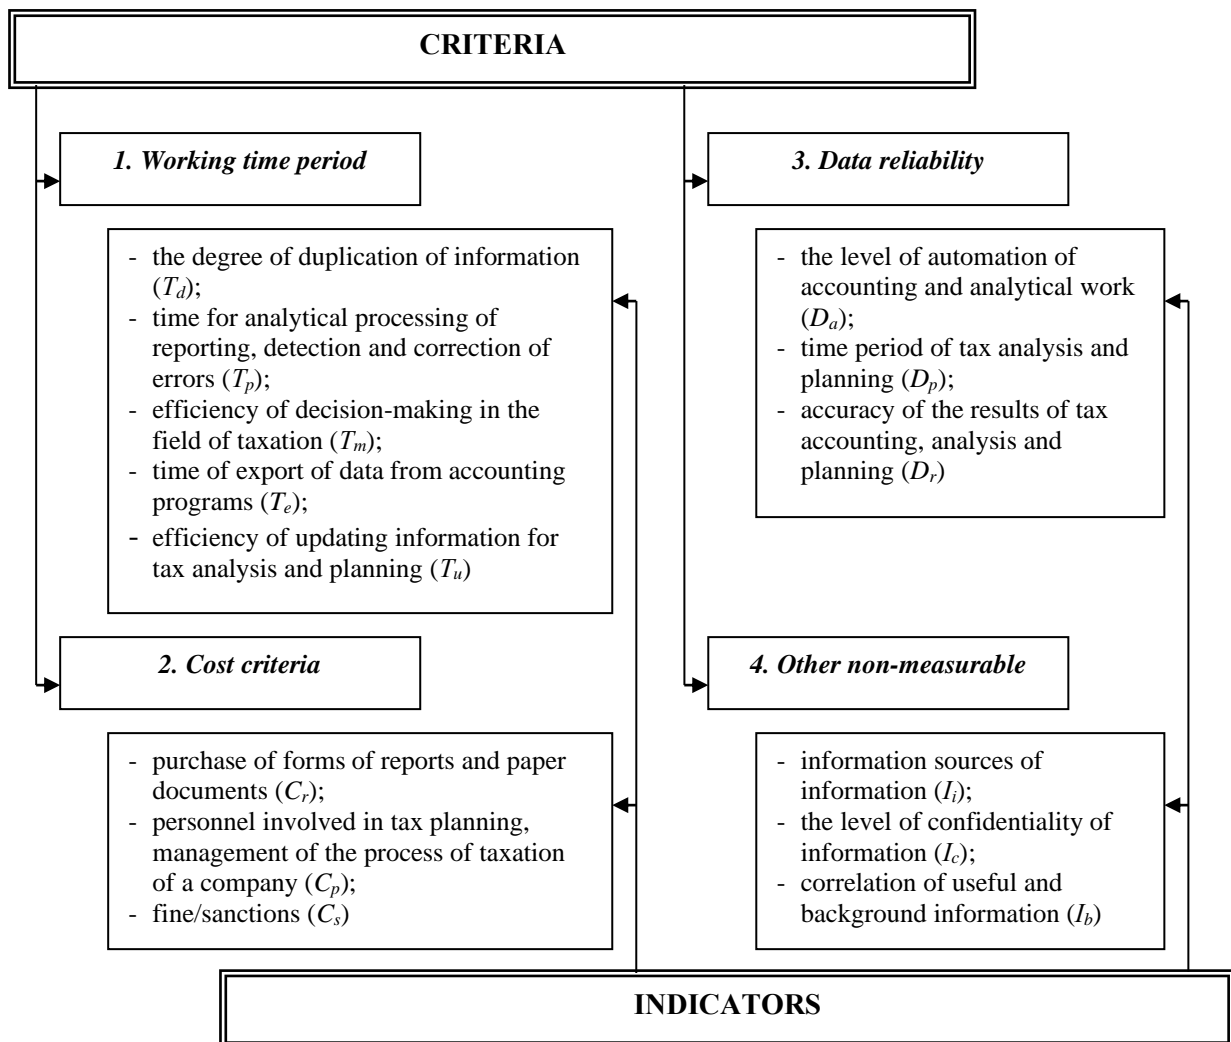 CRITERIA
1. Working time period
- the degree of duplication of information
(Td);
- time for analytical processing of
reporting, detection and correction of
errors (Tp);
- efficiency of decision-making in the
field of taxation (Tm);
- time of export of data from accounting
programs (Te);
- efficiency of updating information for
tax analysis and planning (Tu)
2. Cost criteria
- purchase of forms of reports and paper
documents (Cr);
- personnel involved in tax planning,
management of the process of taxation
of a company (Cp);
- fine/sanctions (Cs)
3. Data reliability
- the level of automation of
accounting and analytical work
(Da);
- time period of tax analysis and
planning (Dp);
- accuracy of the results of tax
accounting, analysis and
planning (Dr)
4. Other non-measurable
- information sources of
information (Ii);
- the level of confidentiality of
information (Ic);
- correlation of useful and
background information (Ib)
INDICATORS